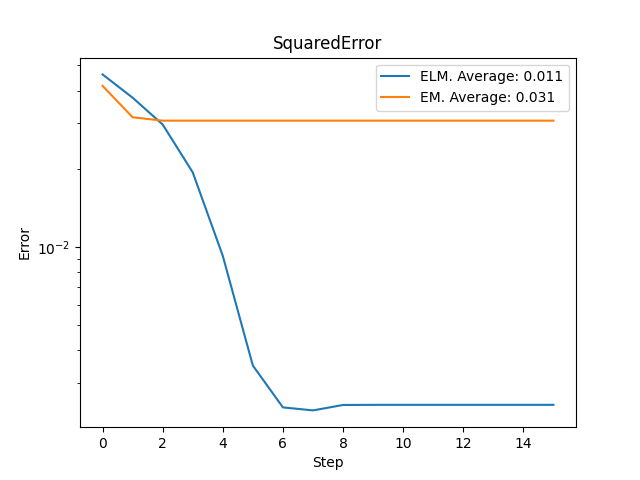 SquaredError
ELM. Average: 0.011
EM. Average: 0.031
Error
10⁻²
0 2 4 6 8 10 12 14
Step